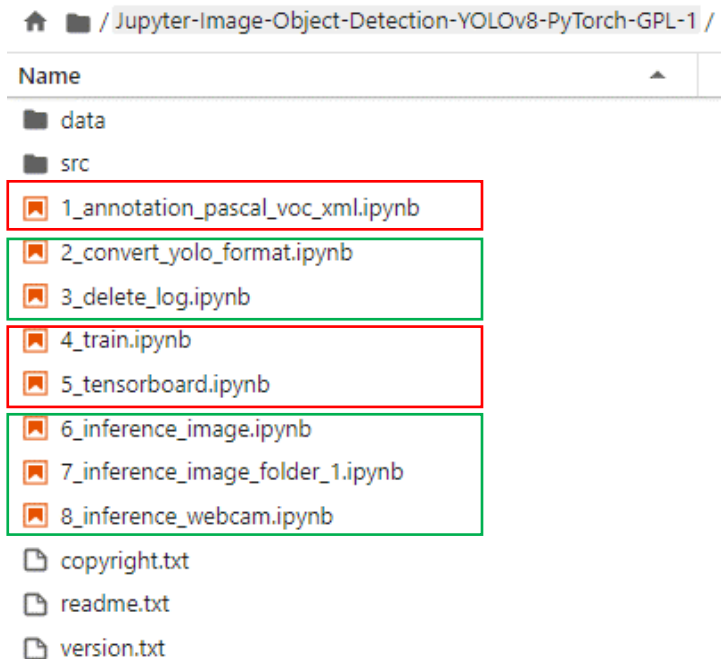 / Jupyter-Image-Object-Detection-YOLOv8-PyTorch-GPL-1 /
Name
data
src
1_annotation_pascal_voc_xml.ipynb
2_convert_yolo_format.ipynb
3_delete_log.ipynb
4_train.ipynb
5_tensorboard.ipynb
6_inference_image.ipynb
7_inference_image_folder_1.ipynb
8_inference_webcam.ipynb
copyright.txt
readme.txt
version.txt